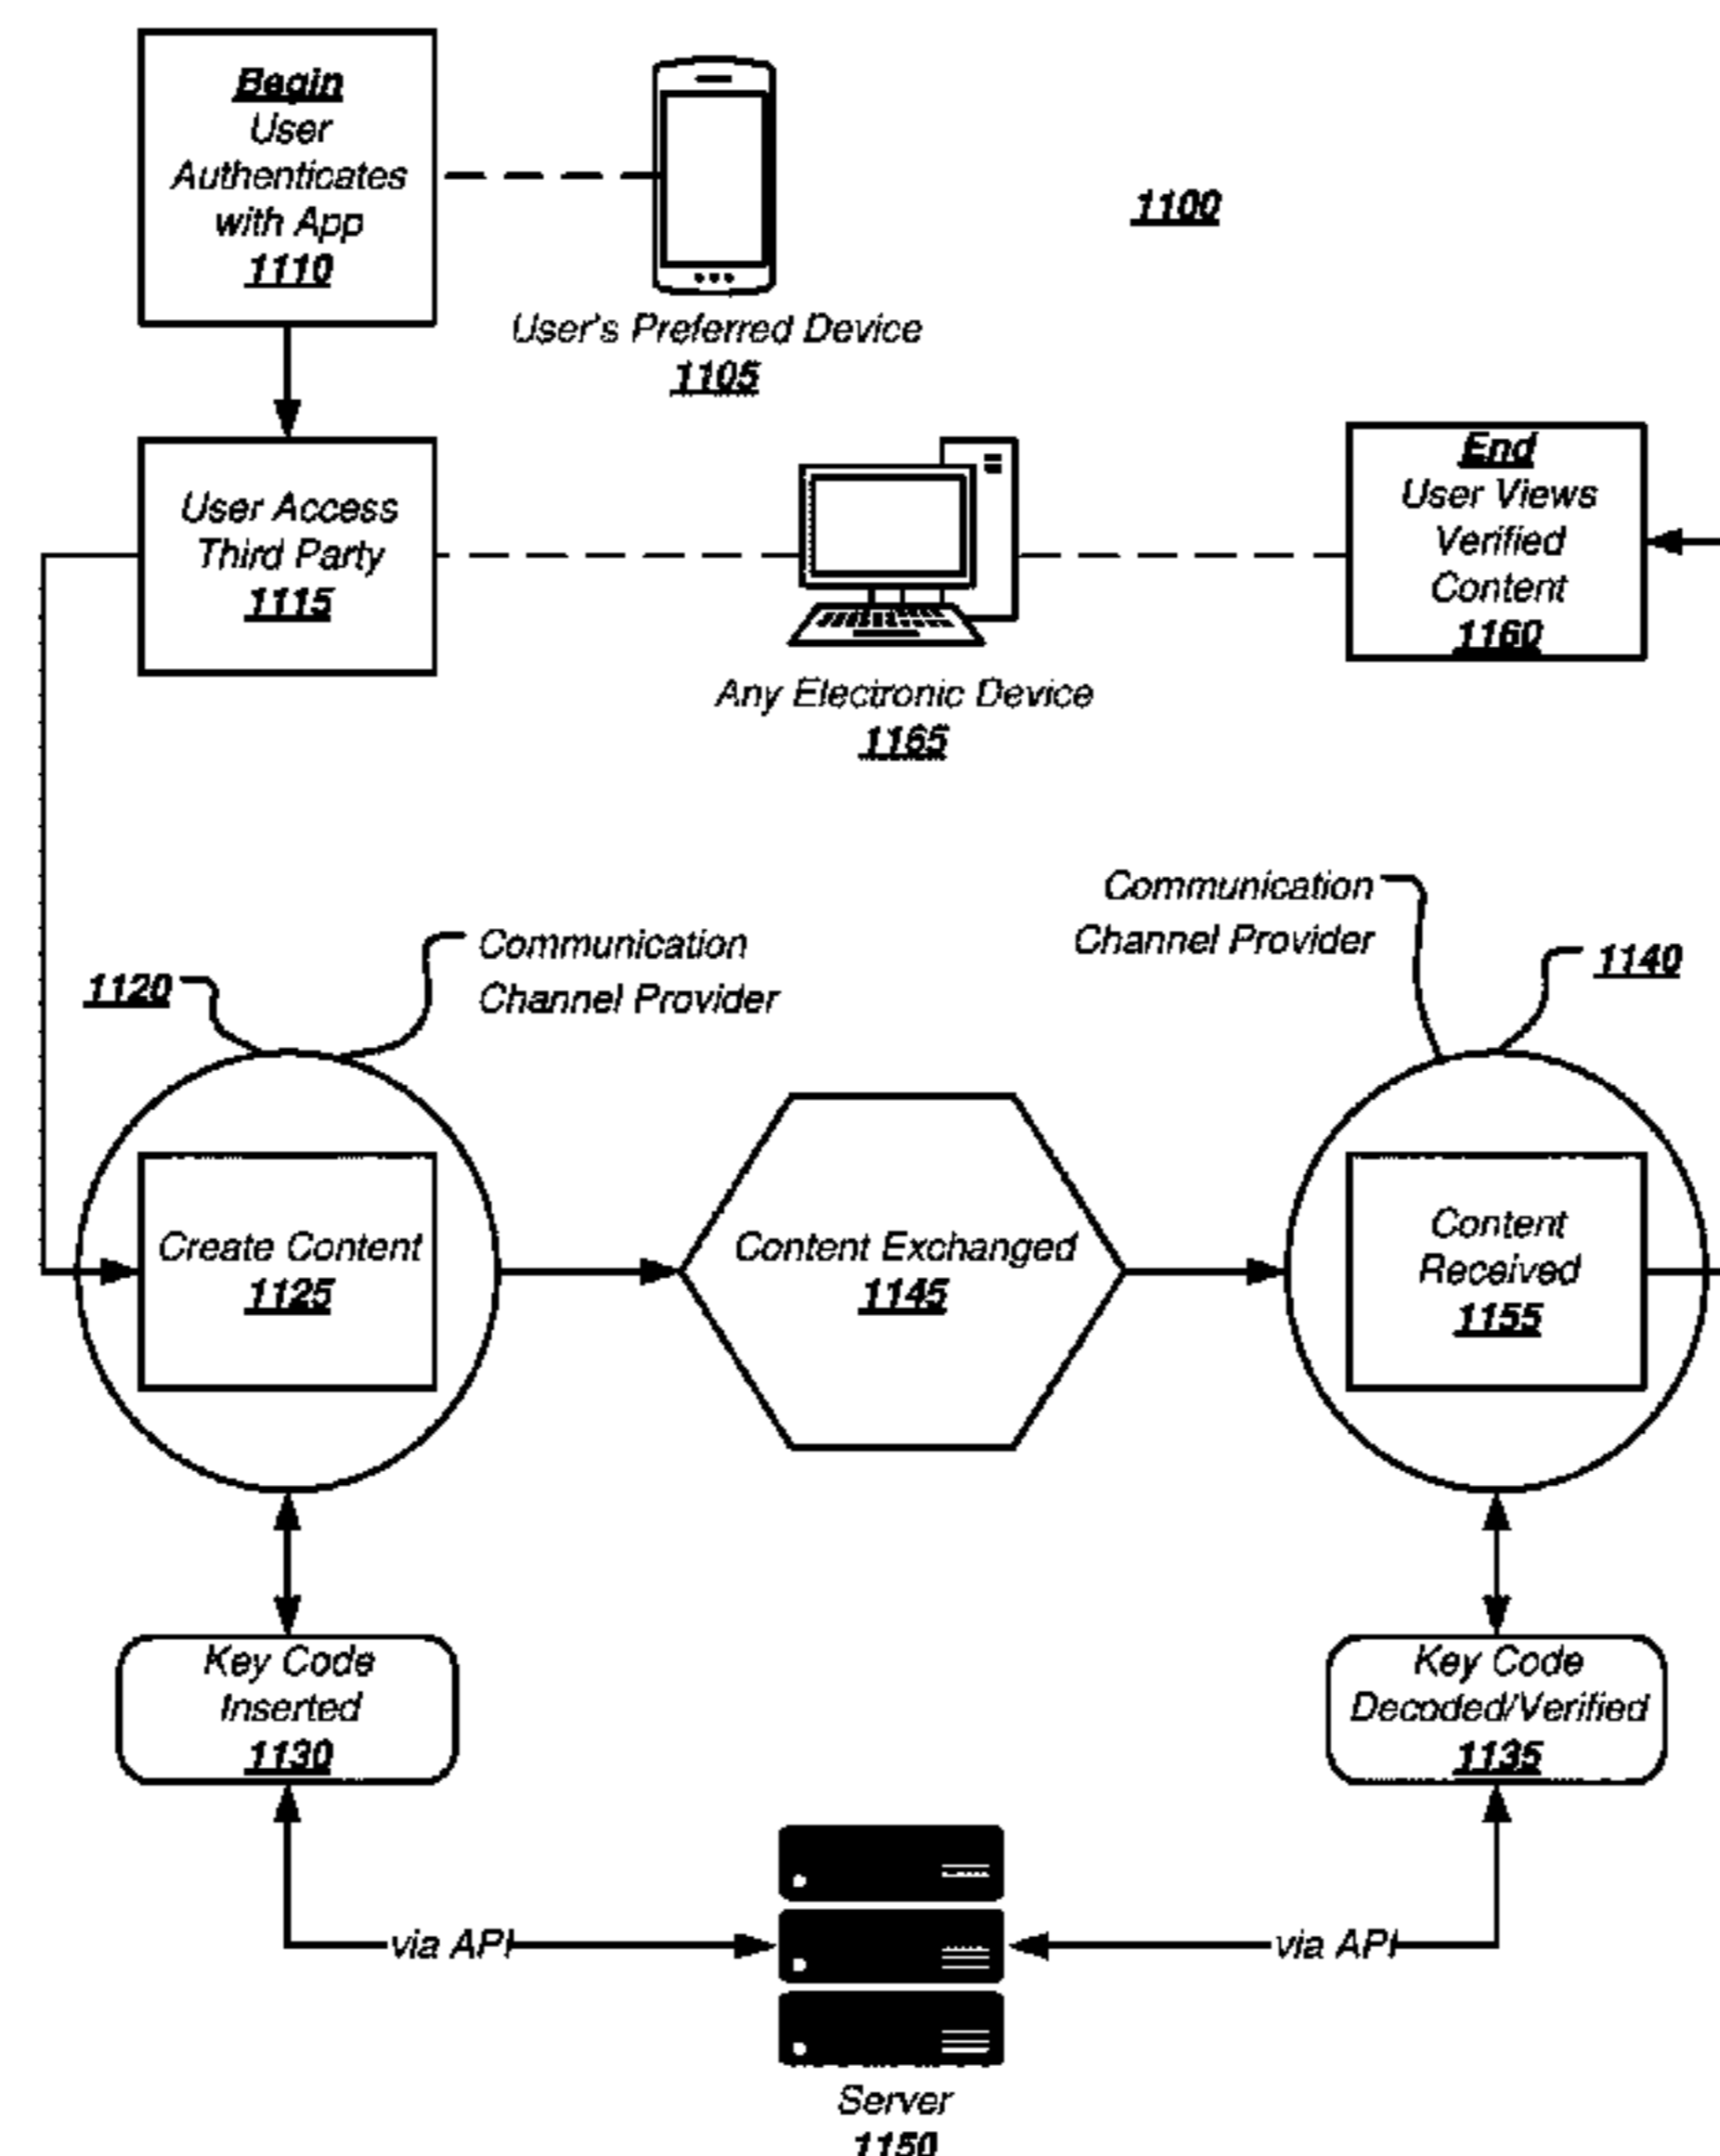 Begin
User
Authenticates
with App
1110
User's Preferred Device
1105
1100
User Access
Third Party
1115
Any Electronic Device
1165
End
User Views
Verified
Content
1160
1120
Communication
Channel Provider
Communication
Channel Provider
1140
Create Content
1125
Content Exchanged
1145
Content
Received
1155
Key Code
Inserted
1130
Key Code
Decoded/Verified
1135
via API
via API
Server
1150